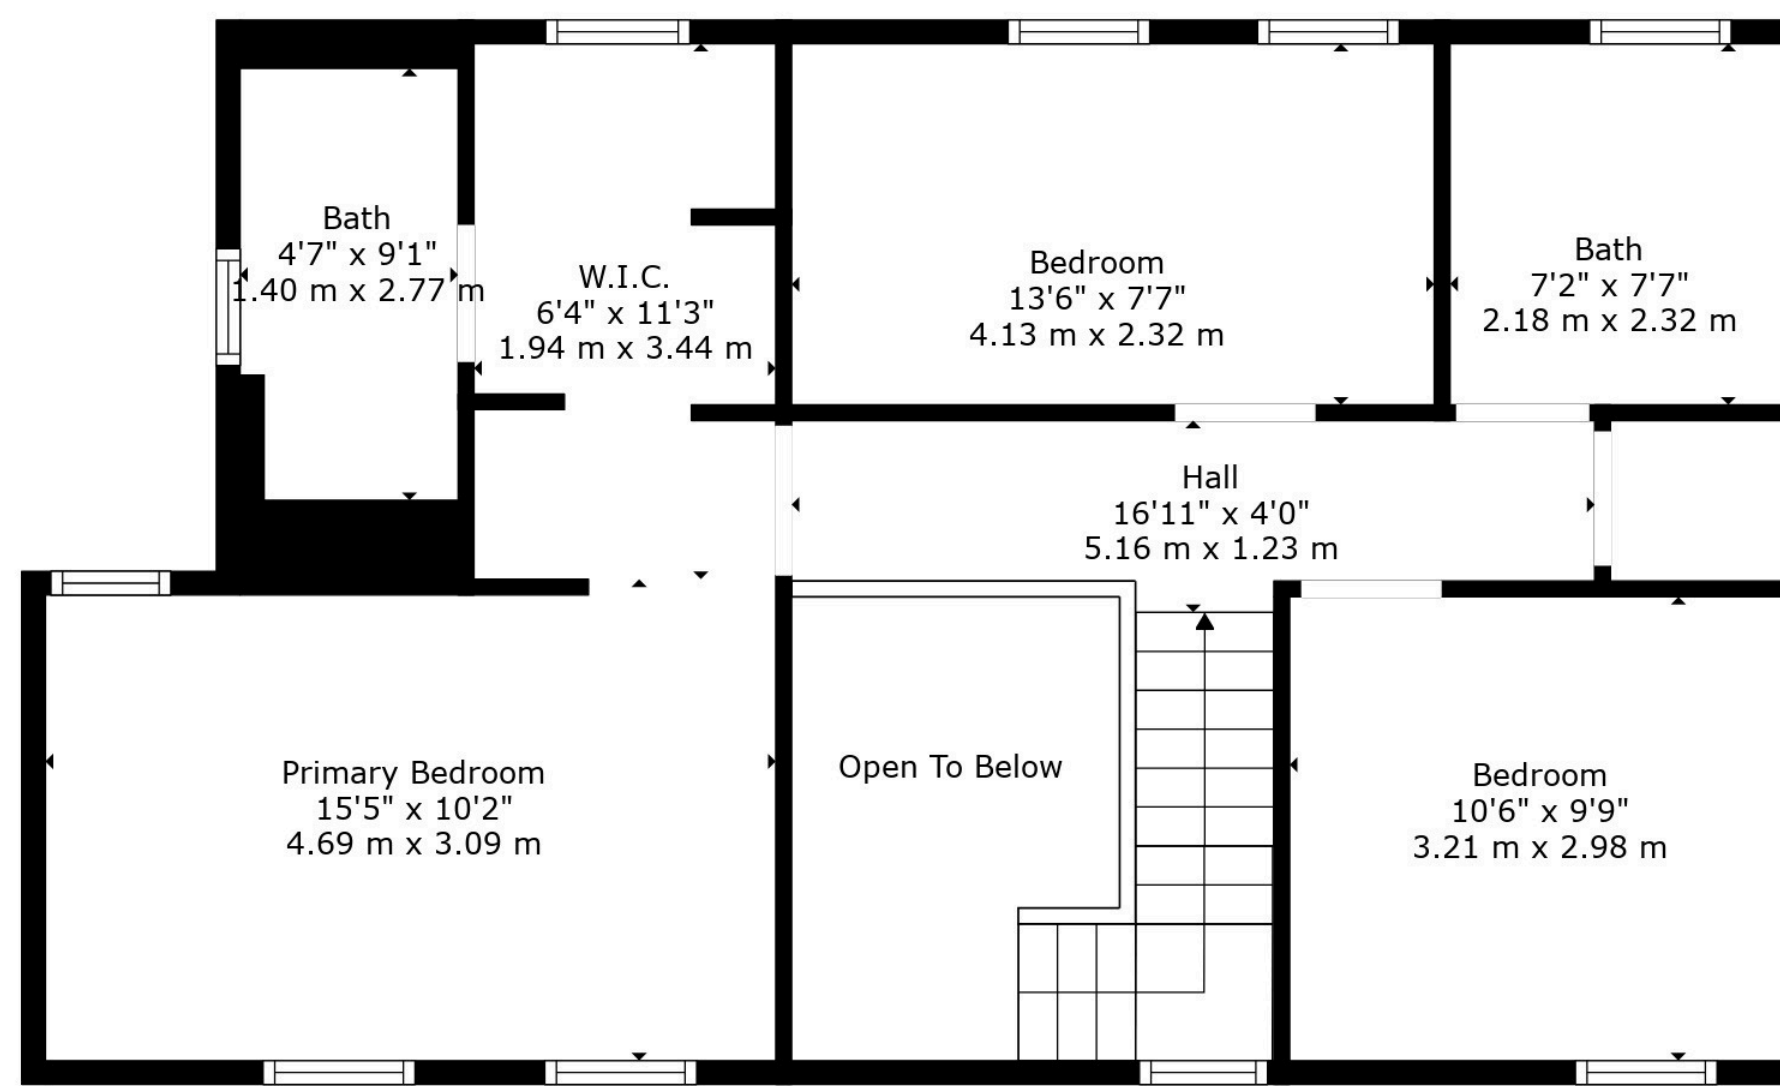 Bath
4'7" x 9'1"
1.40 m x 2.77 m
W.I.C.
6'4" x 11'3"
1.94 m x 3.44 m
Bedroom
13'6" x 7'7"
4.13 m x 2.32 m
Bath
7'2" x 7'7"
2.18 m x 2.32 m
Hall
16'11" x 4'0"
5.16 m x 1.23 m
Primary Bedroom
15'5" x 10'2"
4.69 m x 3.09 m
Open To Below
Bedroom
10'6" x 9'9"
3.21 m x 2.98 m